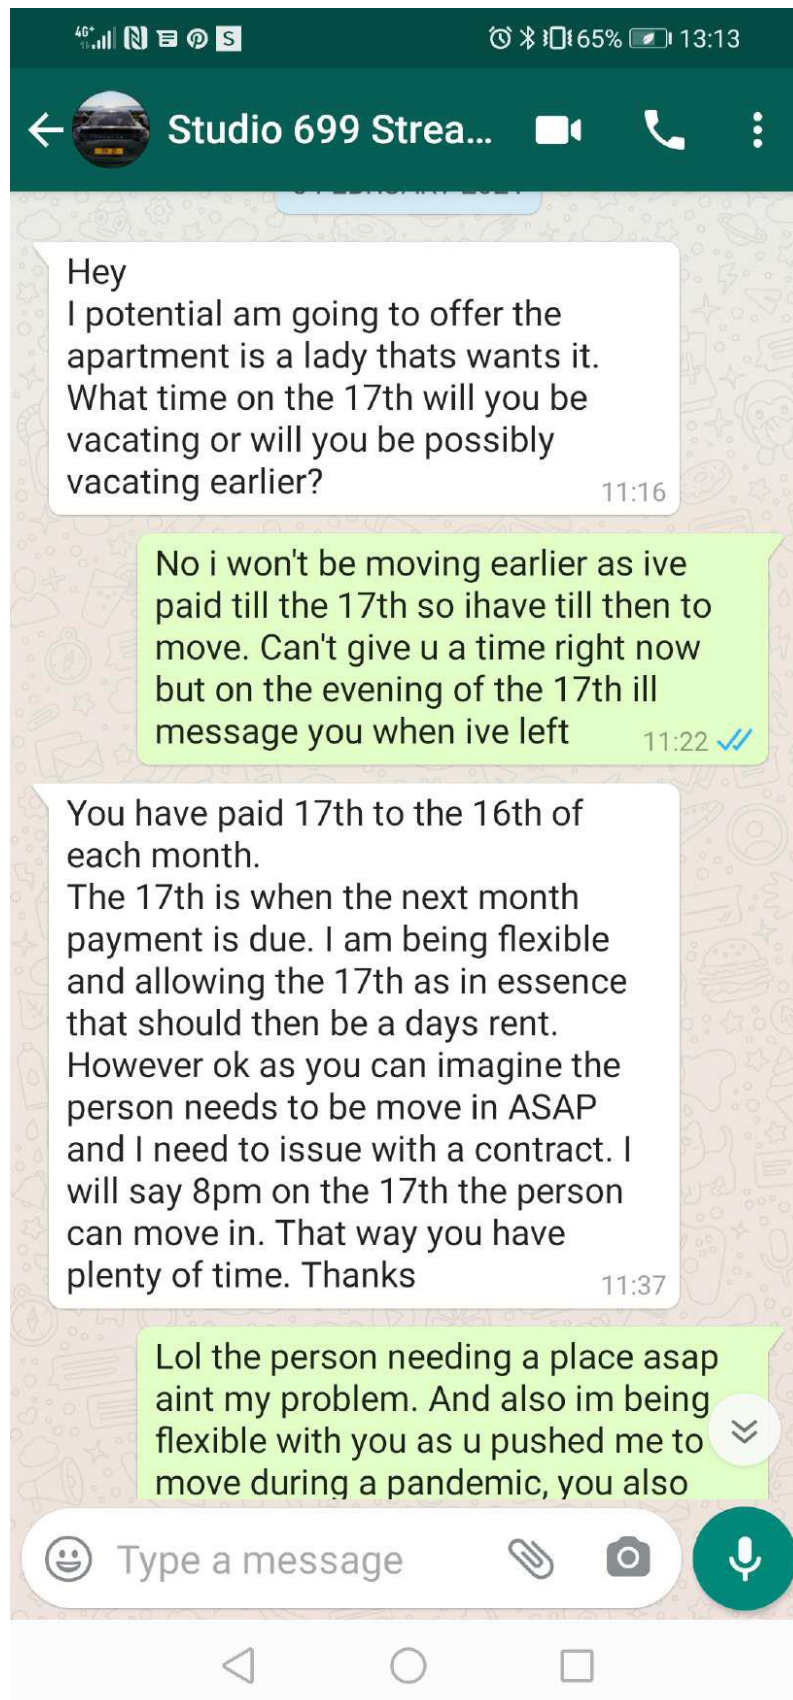 4G+
S
65%
13:13
Studio 699 Strea...
Hey
I potential am going to offer the
apartment is a lady thats wants it.
What time on the 17th will you be
vacating or will you be possibly
vacating earlier?
11:16
No i won't be moving earlier as ive
paid till the 17th so ihave till then to
move. Can't give u a time right now
but on the evening of the 17th ill
message you when ive left
11:22
You have paid 17th to the 16th of
each month.
The 17th is when the next month
payment is due. I am being flexible
and allowing the 17th as in essence
that should then be a days rent.
However ok as you can imagine the
person needs to be move in ASAP
and I need to issue with a contract. I
will say 8pm on the 17th the person
can move in. That way you have
plenty of time. Thanks
11:37
Lol the person needing a place asap
aint my problem. And also im being
flexible with you as u pushed me to
move during a pandemic, you also
Type a message